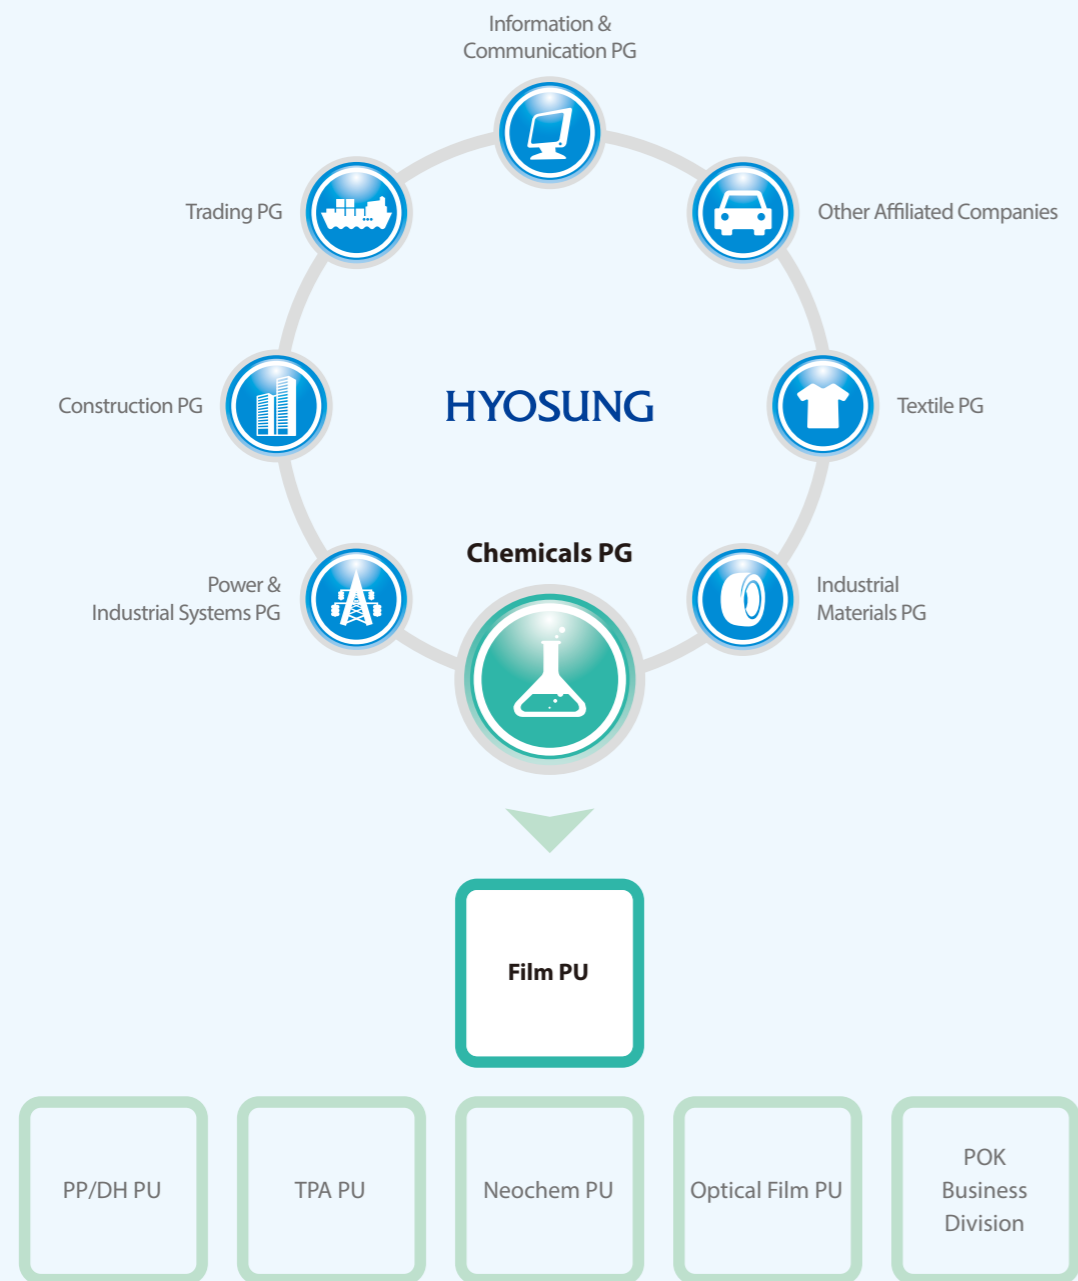 Information &
Communication PG
Trading PG
Other Affiliated Companies
Construction PG
HYOSUNG
Textile PG
Chemicals PG
Power &
Industrial Systems PG
Industrial
Materials PG
Film PU
PP/DH PU
TPA PU
Neochem PU
Optical Film PU
POK
Business
Division